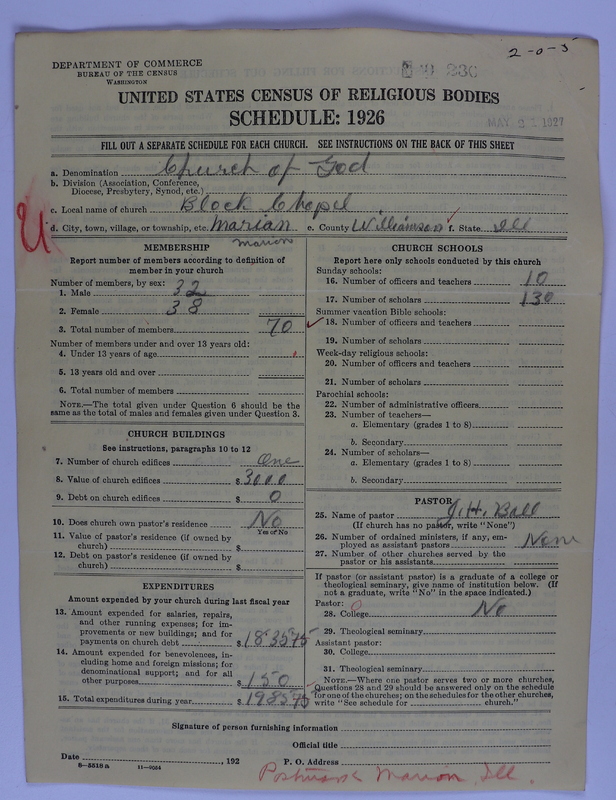 DEPARTMENT OF COMMERCE
BUREAU OF THE CENSUS
WASHINGTON
2-0-5
UNITED STATES CENSUS OF RELIGIOUS BODIES
SCHEDULE: 1926
MAY 31 1927
FILL OUT A SEPARATE SCHEDULE FOR EACH CHURCH. SEE INSTRUCTIONS ON THE BACK OF THIS SHEET
a. Denomination Church of God
b. Division (Association, Conference, Diocese, Presbytery, Synod, etc.)
c. Local name of church Block Chapel
d. City, town, village, or township, etc. Marian e. County Williamson f. State Ill
Marion
MEMBERSHIP
Report number of members according to definition of member in your church
Number of members, by sex:
1. Male 32
2. Female 38
3. Total number of members 70
Number of members under and over 13 years old:
4. Under 13 years of age
5. 13 years old and over
6. Total number of members
NOTE.—The total given under Question 6 should be the same as the total of males and females given under Question 3.
CHURCH BUILDINGS
See instructions, paragraphs 10 to 12
7. Number of church edifices One
8. Value of church edifices $ 3000
9. Debt on church edifices $ 0
10. Does church own pastor's residence No
Yes or No
11. Value of pastor's residence (if owned by church) $
12. Debt on pastor's residence (if owned by church) $
EXPENDITURES
Amount expended by your church during last fiscal year
13. Amount expended for salaries, repairs, and other running expenses; for improvements or new buildings; and for payments on church debt $ 183575
14. Amount expended for benevolences, including home and foreign missions; for denominational support; and for all other purposes $ 150
15. Total expenditures during year $ 198575
CHURCH SCHOOLS
Report here only schools conducted by this church
Sunday schools:
16. Number of officers and teachers 10
17. Number of scholars 130
Summer vacation Bible schools:
18. Number of officers and teachers
19. Number of scholars
Week-day religious schools:
20. Number of officers and teachers
21. Number of scholars
Parochial schools:
22. Number of administrative officers
23. Number of teachers—
a. Elementary (grades 1 to 8)
b. Secondary
24. Number of scholars—
a. Elementary (grades 1 to 8)
b. Secondary
PASTOR
25. Name of pastor J.H. Ball
(If church has no pastor, write "None")
26. Number of ordained ministers, if any, employed as assistant pastors None
27. Number of other churches served by the pastor or his assistants
If pastor (or assistant pastor) is a graduate of a college or theological seminary, give name of institution below. (If not a graduate, write "No" in the space indicated.)
Pastor:
28. College No
29. Theological seminary
Assistant pastor:
30. College
31. Theological seminary
NOTE.—Where one pastor serves two or more churches, Questions 28 and 29 should be answered only on the schedule for one of the churches; on the schedules for the other churches, write "See schedule for church."
Signature of person furnishing information
Official title
Date , 192 P. O. Address
8—5518 a 11—9064
Postmark Marion, Ill.